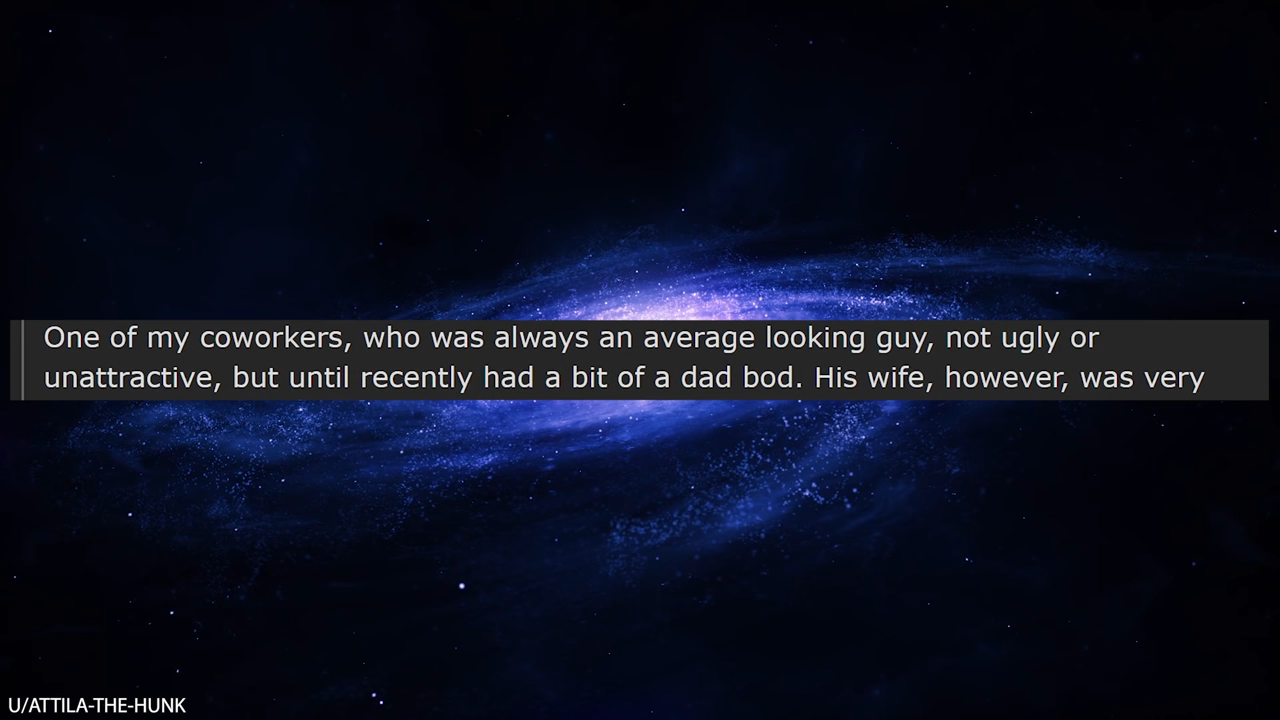 One of my coworkers, who was always an average looking guy, not ugly or
unattractive, but until recently had a bit of a dad bod. His wife, however, was very
U/ATTILA-THE-HUNK